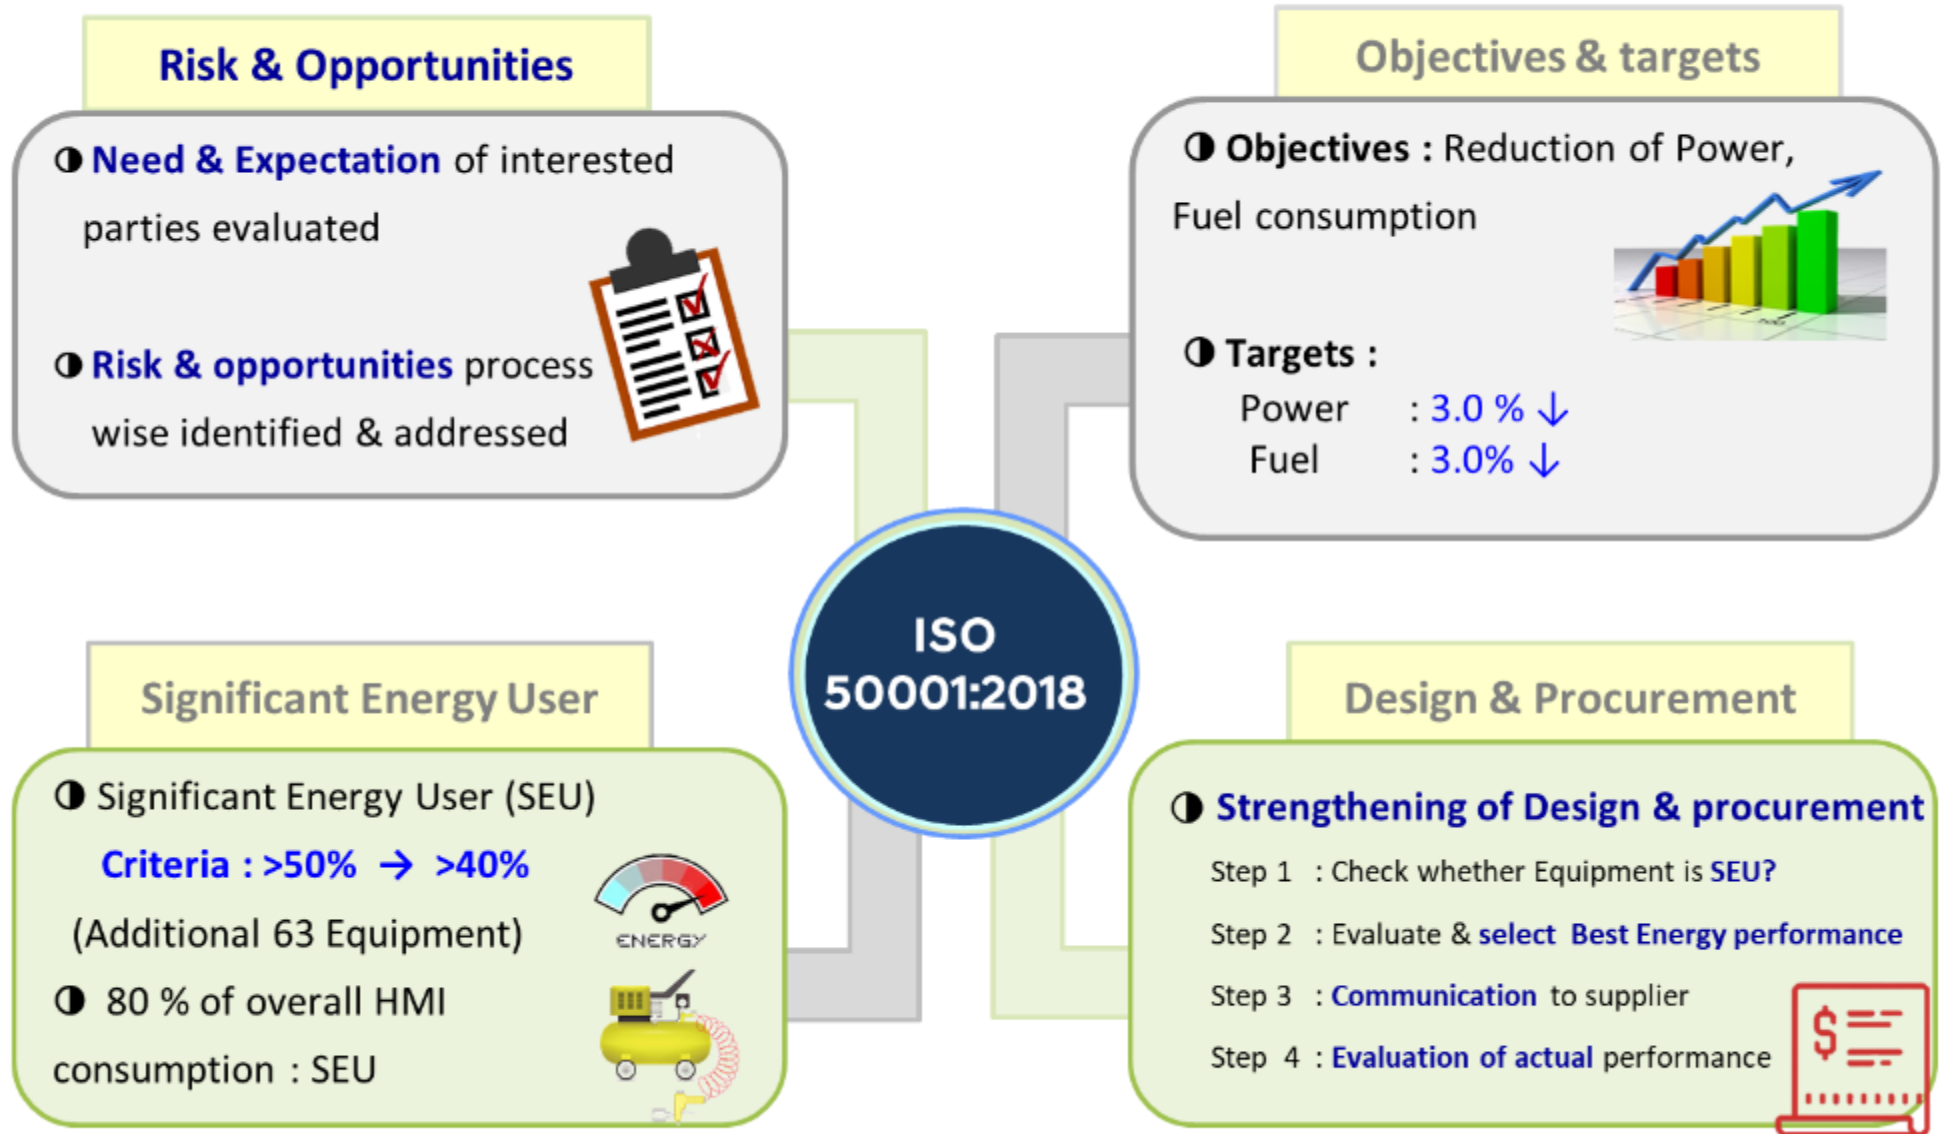 Risk & Opportunities
◑ Need & Expectation of interested
parties evaluated
◑ Risk & opportunities process
wise identified & addressed
Objectives & targets
◑ Objectives : Reduction of Power,
Fuel consumption
◑ Targets :
Power : 3.0 % ↓
Fuel : 3.0% ↓
ISO
50001:2018
Significant Energy User
◑ Significant Energy User (SEU)
Criteria : >50% → >40%
(Additional 63 Equipment)
ENERGY
◑ 80 % of overall HMI
consumption : SEU
Design & Procurement
◑ Strengthening of Design & procurement
Step 1 : Check whether Equipment is SEU?
Step 2 : Evaluate & select Best Energy performance
Step 3 : Communication to supplier
Step 4 : Evaluation of actual performance
$